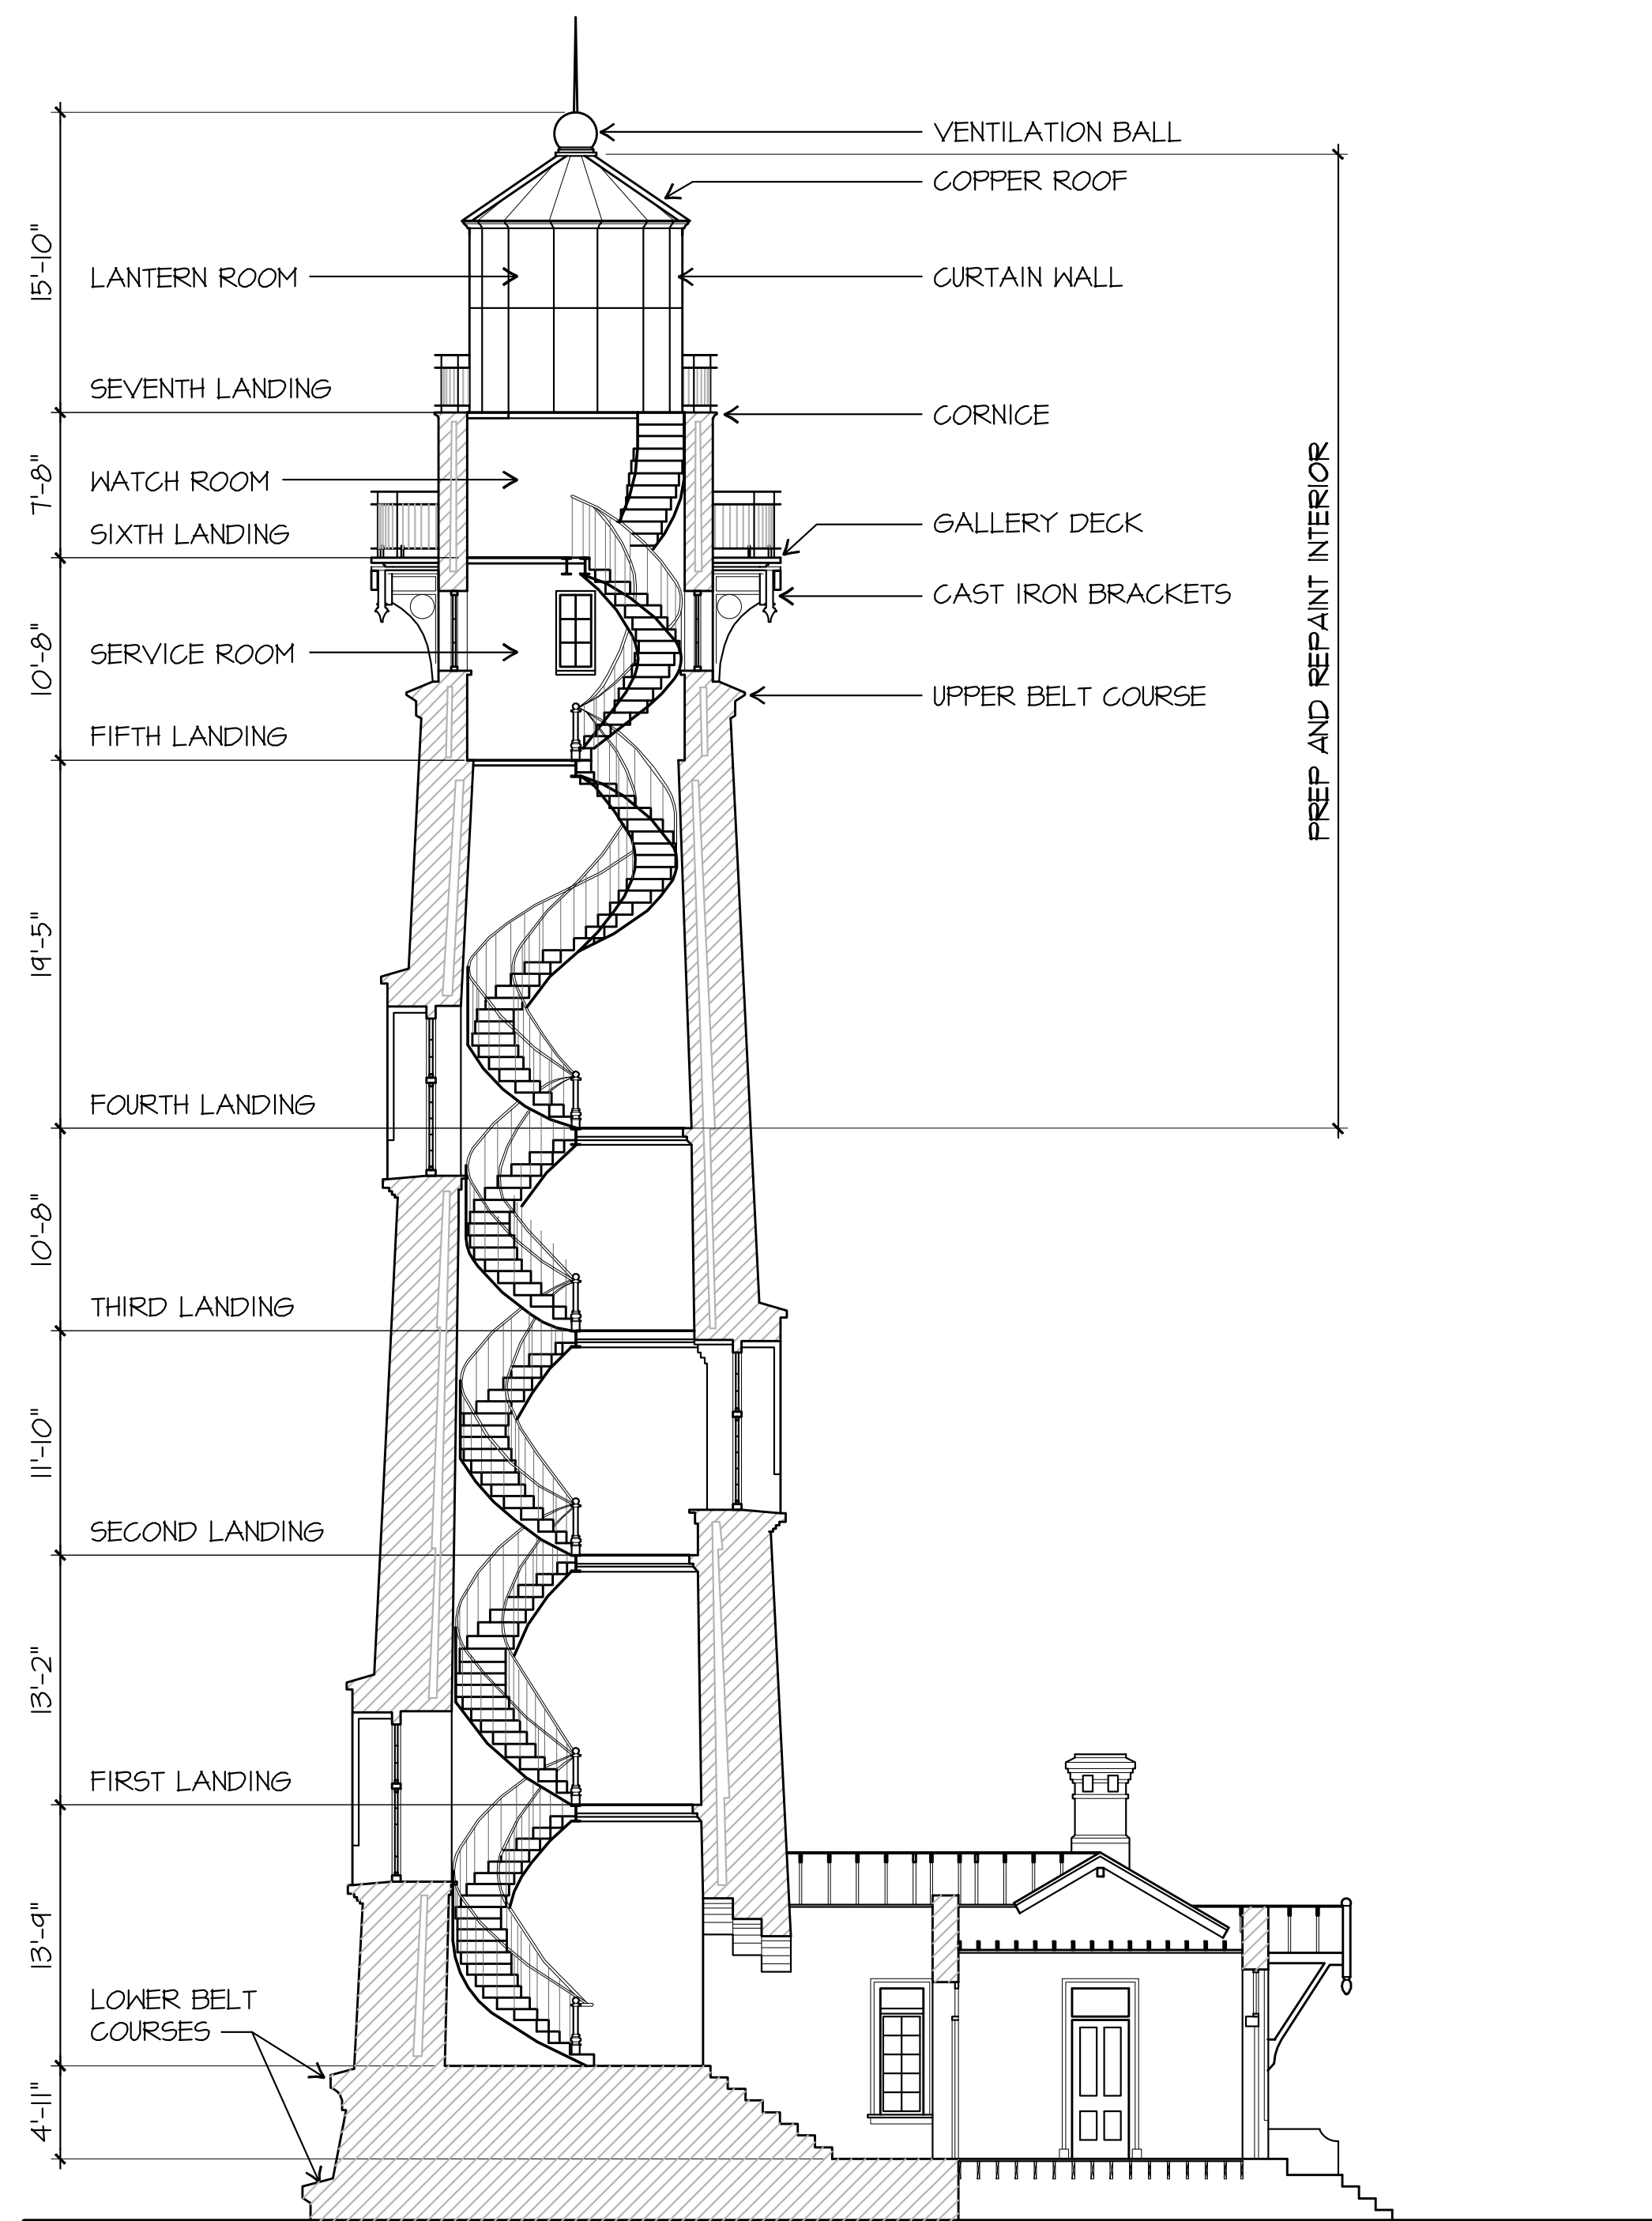 VENTILATION BALL
COPPER ROOF
15'-10"
LANTERN ROOM
CURTAIN WALL
SEVENTH LANDING
CORNICE
7'-8"
WATCH ROOM
SIXTH LANDING
GALLERY DECK
CAST IRON BRACKETS
10'-8"
SERVICE ROOM
UPPER BELT COURSE
FIFTH LANDING
PREP AND REPAINT INTERIOR
19'-5"
FOURTH LANDING
10'-8"
THIRD LANDING
11'-10"
SECOND LANDING
13'-2"
FIRST LANDING
13'-9"
LOWER BELT
COURSES
4'-11"